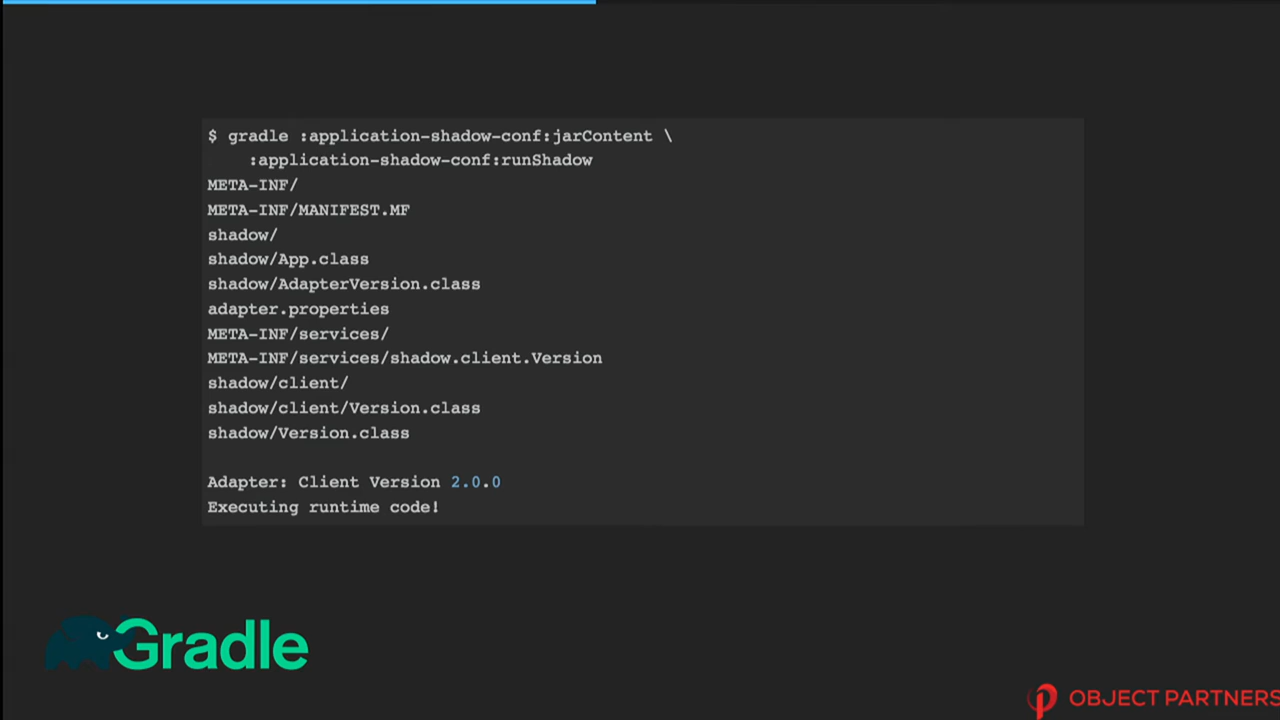 $ gradle :application-shadow-conf:jarContent \
:application-shadow-conf:runShadow
META-INF/
META-INF/MANIFEST.MF
shadow/
shadow/App.class
shadow/AdapterVersion.class
adapter.properties
META-INF/services/
META-INF/services/shadow.client.Version
shadow/client/
shadow/client/Version.class
shadow/Version.class
Adapter: Client Version 2.0.0
Executing runtime code!
Gradle
OBJECT PARTNERS